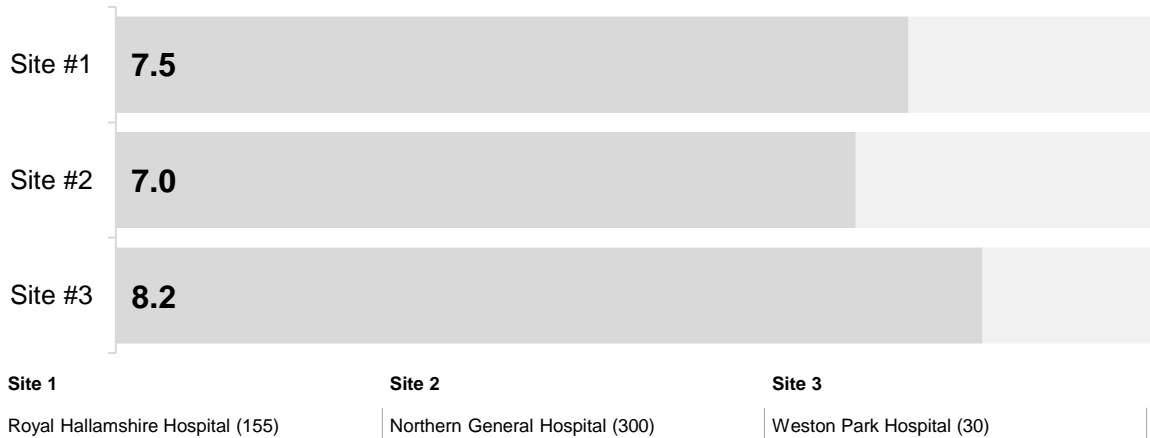 Site #1 7.5
Site #2 7.0
Site #3 8.2
Site 1 Site 2 Site 3
Royal Hallamshire Hospital (155) Northern General Hospital (300) Weston Park Hospital (30)